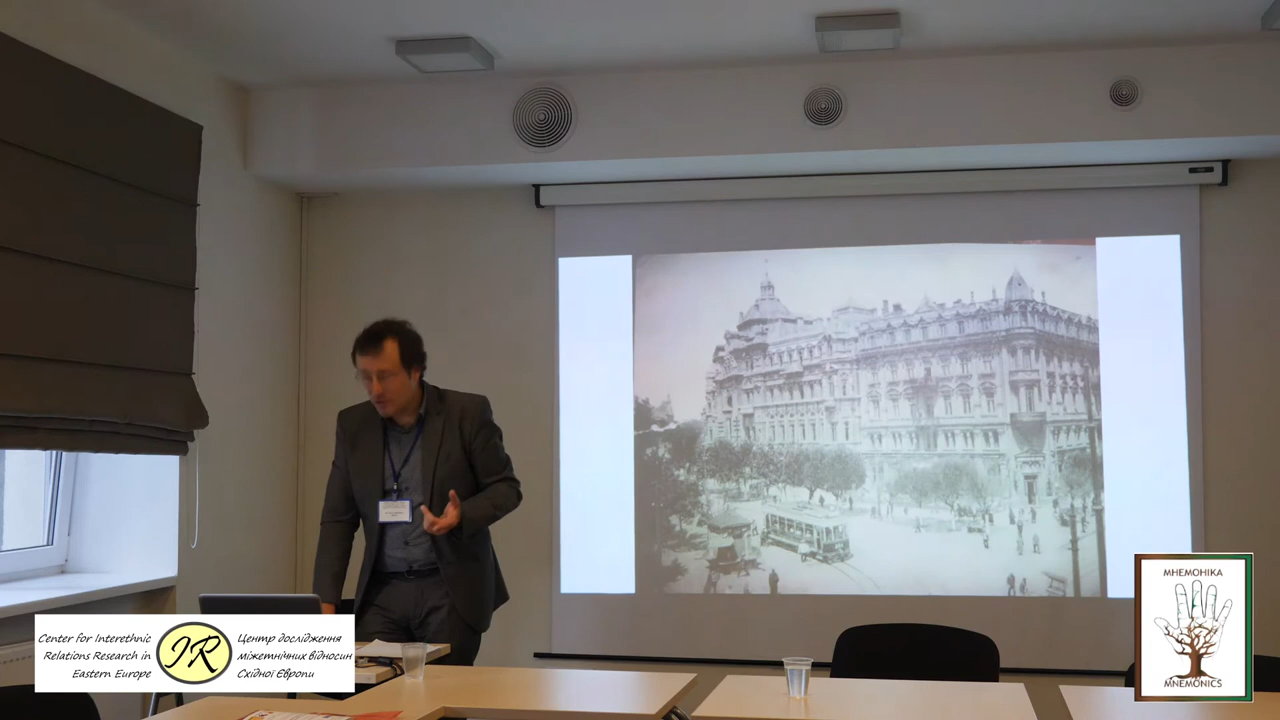 Center for Interethnic
Relations Research in
Eastern Europe
IR
Центр дослідження
міжетнічних відносин
Східної Європи
МНЕМОНІКА
MNEMONICS